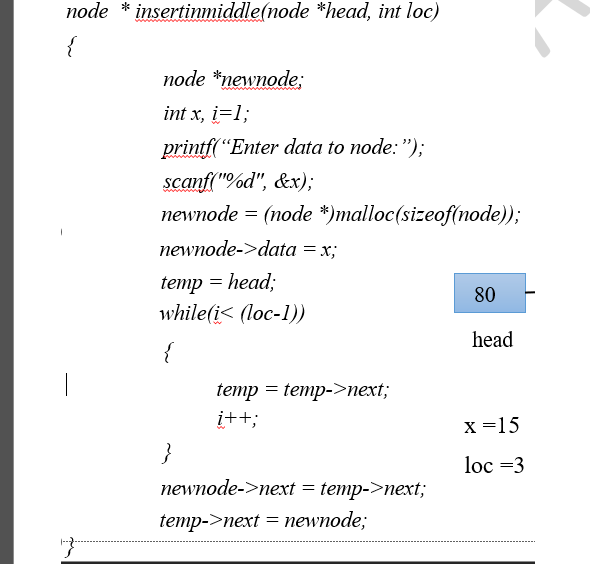 node * insertinmiddle(node *head, int loc)
{
node *newnode;
int x, i=1;
printf(“Enter data to node:”);
scanf("%d", &x);
newnode = (node *)malloc(sizeof(node));
newnode->data = x;
temp = head;
while(i< (loc-1))
{
temp = temp->next;
i++;
}
newnode->next = temp->next;
temp->next = newnode;
}
80
head
x =15
loc =3